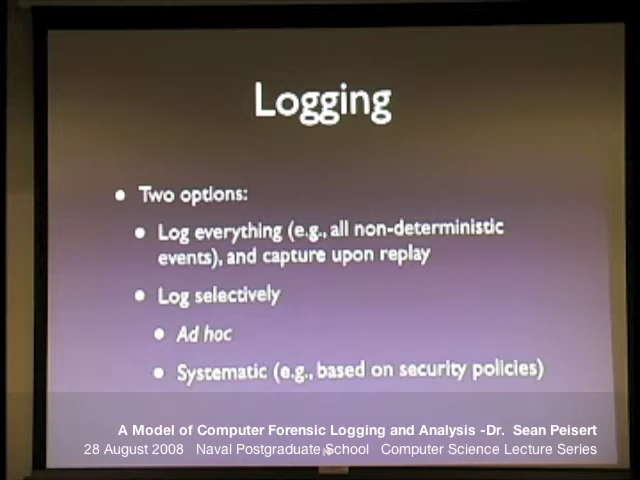 Logging
• Two options:
• Log everything (e.g., all non-deterministic
events), and capture upon replay
• Log selectively
• Ad hoc
• Systematic (e.g., based on security policies)
A Model of Computer Forensic Logging and Analysis -Dr. Sean Peisert
28 August 2008 Naval Postgraduate School Computer Science Lecture Series